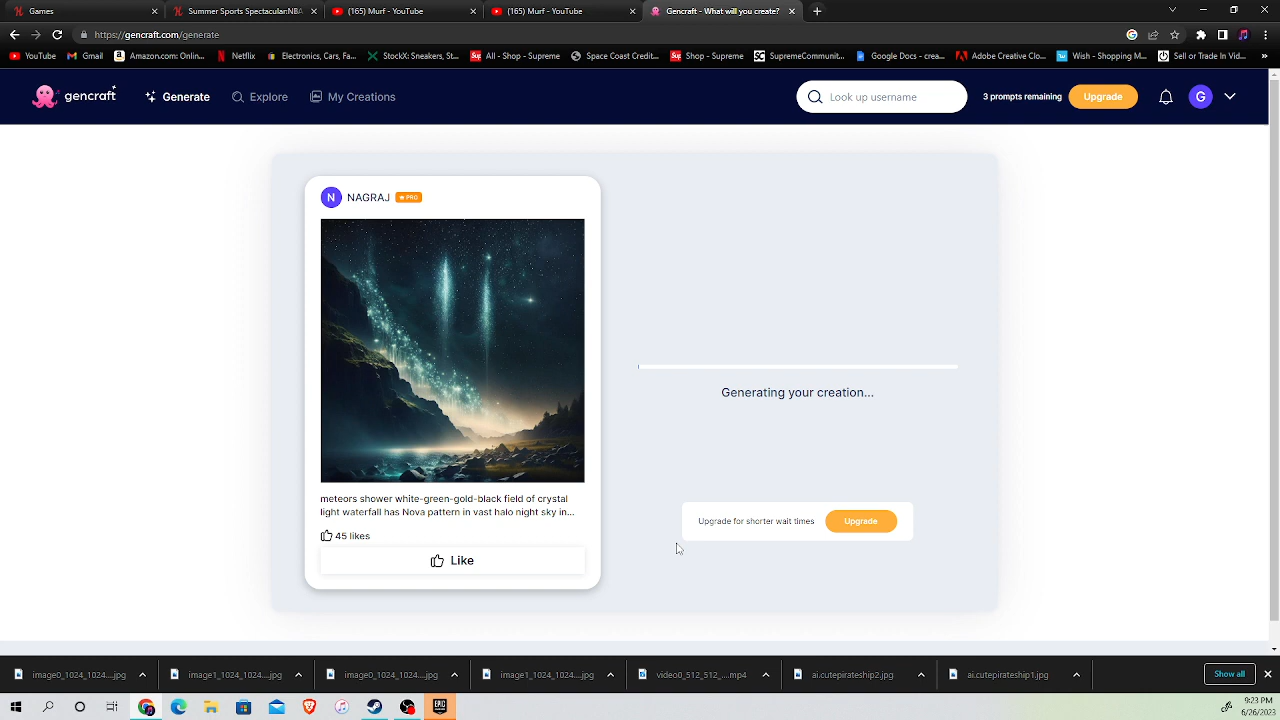 Games
Summer Sports Spectacular:NBA
(165) Murf - YouTube
(165) Murf - YouTube
Gencraft - What will you create?
https://gencraft.com/generate
YouTube
Gmail
Amazon.com: Onlin...
Netflix
Electronics, Cars, Fa...
StockX: Sneakers, St...
All - Shop - Supreme
Space Coast Credit...
Shop - Supreme
SupremeCommunit...
Google Docs - crea...
Adobe Creative Clo...
Wish - Shopping M...
Sell or Trade In Vid...
gencraft
Generate
Explore
My Creations
Look up username
3 prompts remaining
Upgrade
G
N NAGRAJ PRO
meteors shower white-green-gold-black field of crystal
light waterfall has Nova pattern in vast halo night sky in...
45 likes
Like
Generating your creation...
Upgrade for shorter wait times
Upgrade
image0_1024_1024....jpg
image1_1024_1024....jpg
image0_1024_1024....jpg
image1_1024_1024....jpg
video0_512_512_....mp4
ai.cutepirateship2.jpg
ai.cutepirateship1.jpg
Show all
9:23 PM
6/26/2023